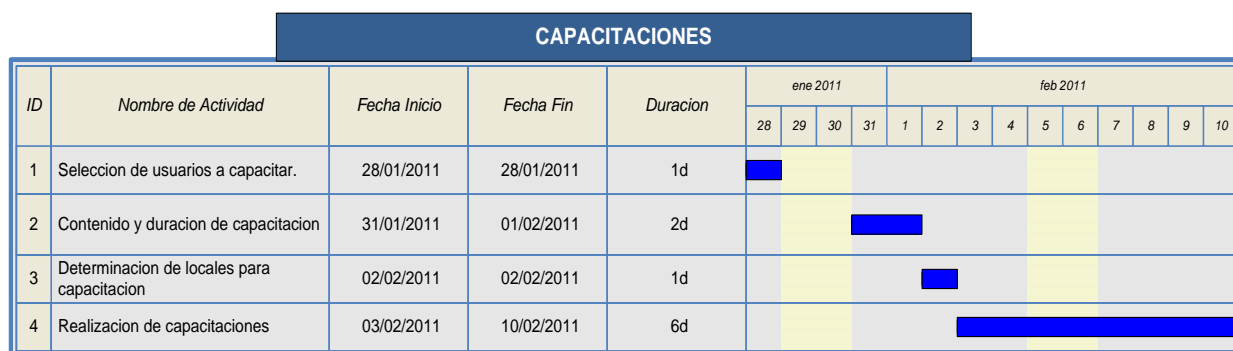 CAPACITACIONES
ID Nombre de Actividad Fecha Inicio Fecha Fin Duracion ene 2011 feb 2011
28 29 30 31 1 2 3 4 5 6 7 8 9 10
1 Seleccion de usuarios a capacitar. 28/01/2011 28/01/2011 1d
2 Contenido y duracion de capacitacion 31/01/2011 01/02/2011 2d
3 Determinacion de locales para
capacitacion 02/02/2011 02/02/2011 1d
4 Realizacion de capacitaciones 03/02/2011 10/02/2011 6d